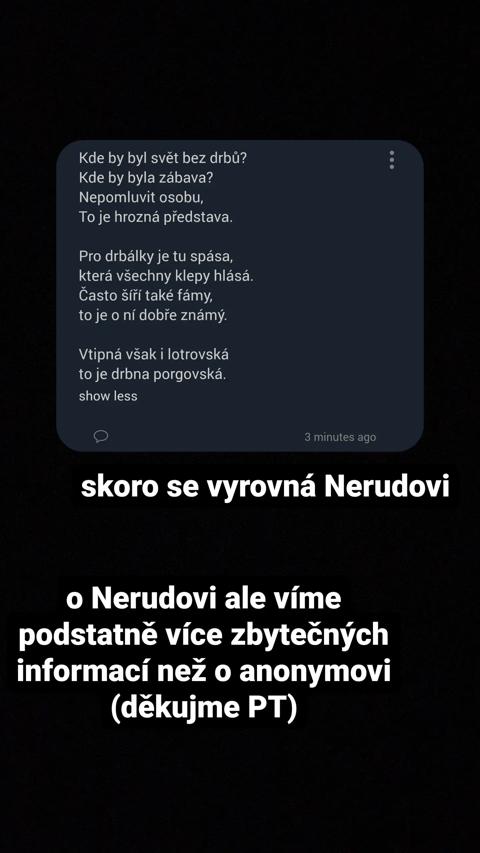 Kde by byl svět bez drbů?
Kde by byla zábava?
Nepomluvit osobu,
To je hrozná představa.
Pro drbálky je tu spása,
která všechny klepy hlásá.
Často šíří také fámy,
to je o ní dobře známý.
Vtipná však i lotrovská
to je drbna porgovská.
show less
3 minutes ago
skoro se vyrovná Nerudovi
o Nerudovi ale víme
podstatně více zbytečných
informací než o anonymovi
(děkujme PT)